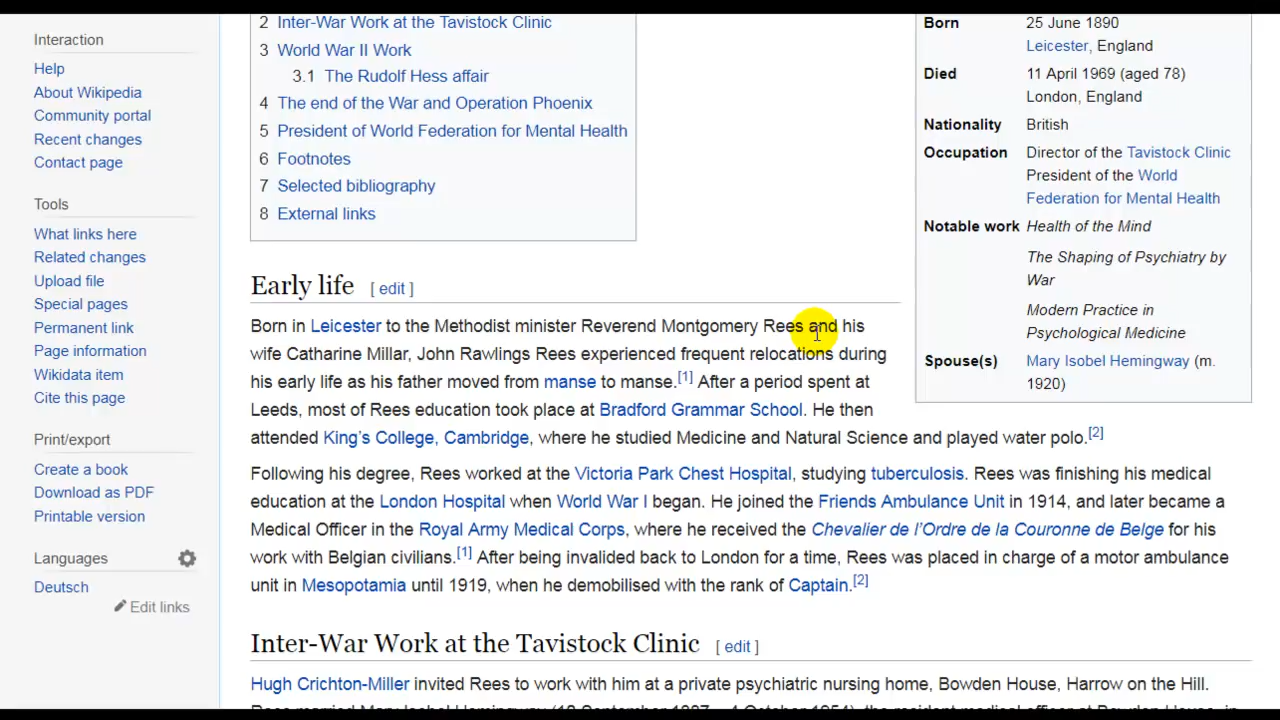 Interaction
Help
About Wikipedia
Community portal
Recent changes
Contact page
Tools
What links here
Related changes
Upload file
Special pages
Permanent link
Page information
Wikidata item
Cite this page
Print/export
Create a book
Download as PDF
Printable version
Languages
Deutsch
Edit links
2 Inter-War Work at the Tavistock Clinic
3 World War II Work
3.1 The Rudolf Hess affair
4 The end of the War and Operation Phoenix
5 President of World Federation for Mental Health
6 Footnotes
7 Selected bibliography
8 External links
Born 25 June 1890
Leicester, England
Died 11 April 1969 (aged 78)
London, England
Nationality British
Occupation Director of the Tavistock Clinic
President of the World
Federation for Mental Health
Notable work Health of the Mind
The Shaping of Psychiatry by
War
Modern Practice in
Psychological Medicine
Spouse(s) Mary Isobel Hemingway (m.
1920)
Early life [ edit ]
Born in Leicester to the Methodist minister Reverend Montgomery Rees and his
wife Catharine Millar, John Rawlings Rees experienced frequent relocations during
his early life as his father moved from manse to manse.[1] After a period spent at
Leeds, most of Rees education took place at Bradford Grammar School. He then
attended King's College, Cambridge, where he studied Medicine and Natural Science and played water polo.[2]
Following his degree, Rees worked at the Victoria Park Chest Hospital, studying tuberculosis. Rees was finishing his medical
education at the London Hospital when World War I began. He joined the Friends Ambulance Unit in 1914, and later became a
Medical Officer in the Royal Army Medical Corps, where he received the Chevalier de l'Ordre de la Couronne de Belge for his
work with Belgian civilians.[1] After being invalided back to London for a time, Rees was placed in charge of a motor ambulance
unit in Mesopotamia until 1919, when he demobilised with the rank of Captain.[2]
Inter-War Work at the Tavistock Clinic [ edit ]
Hugh Crichton-Miller invited Rees to work with him at a private psychiatric nursing home, Bowden House, Harrow on the Hill.